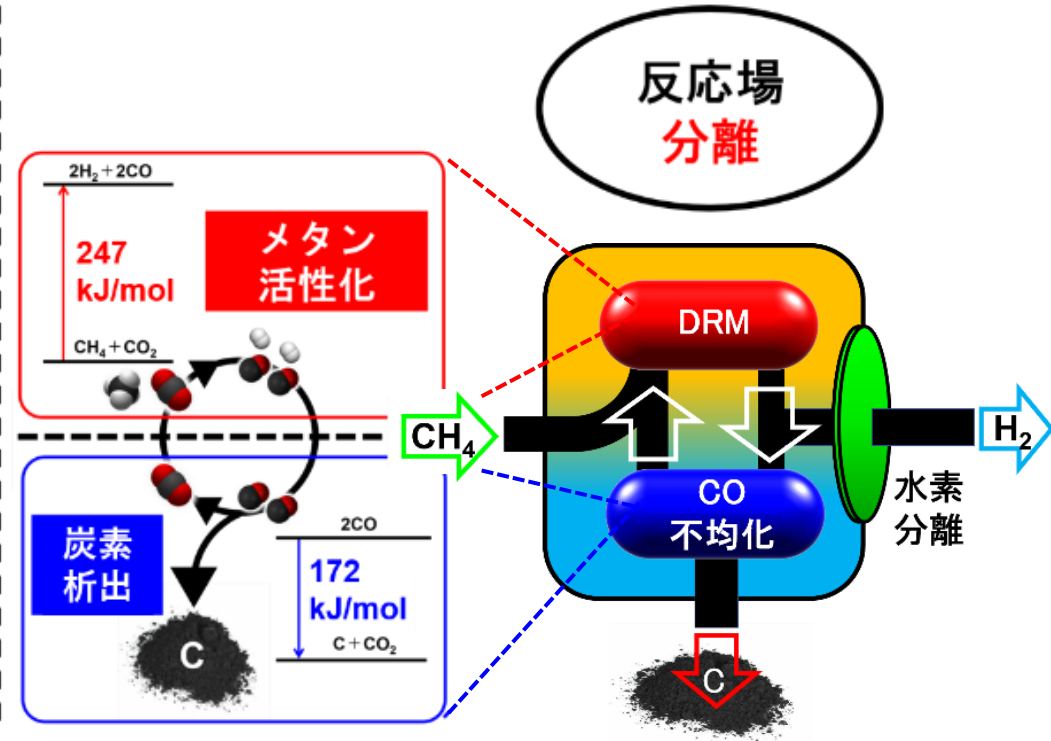 反応場
分離
2H₂+2CO
247
kJ/mol
メタン
活性化
CH₄+CO₂
炭素
析出
2CO
172
kJ/mol
C+CO₂
C
DRM
CH₄
H₂
CO
不均化
水素
分離
C